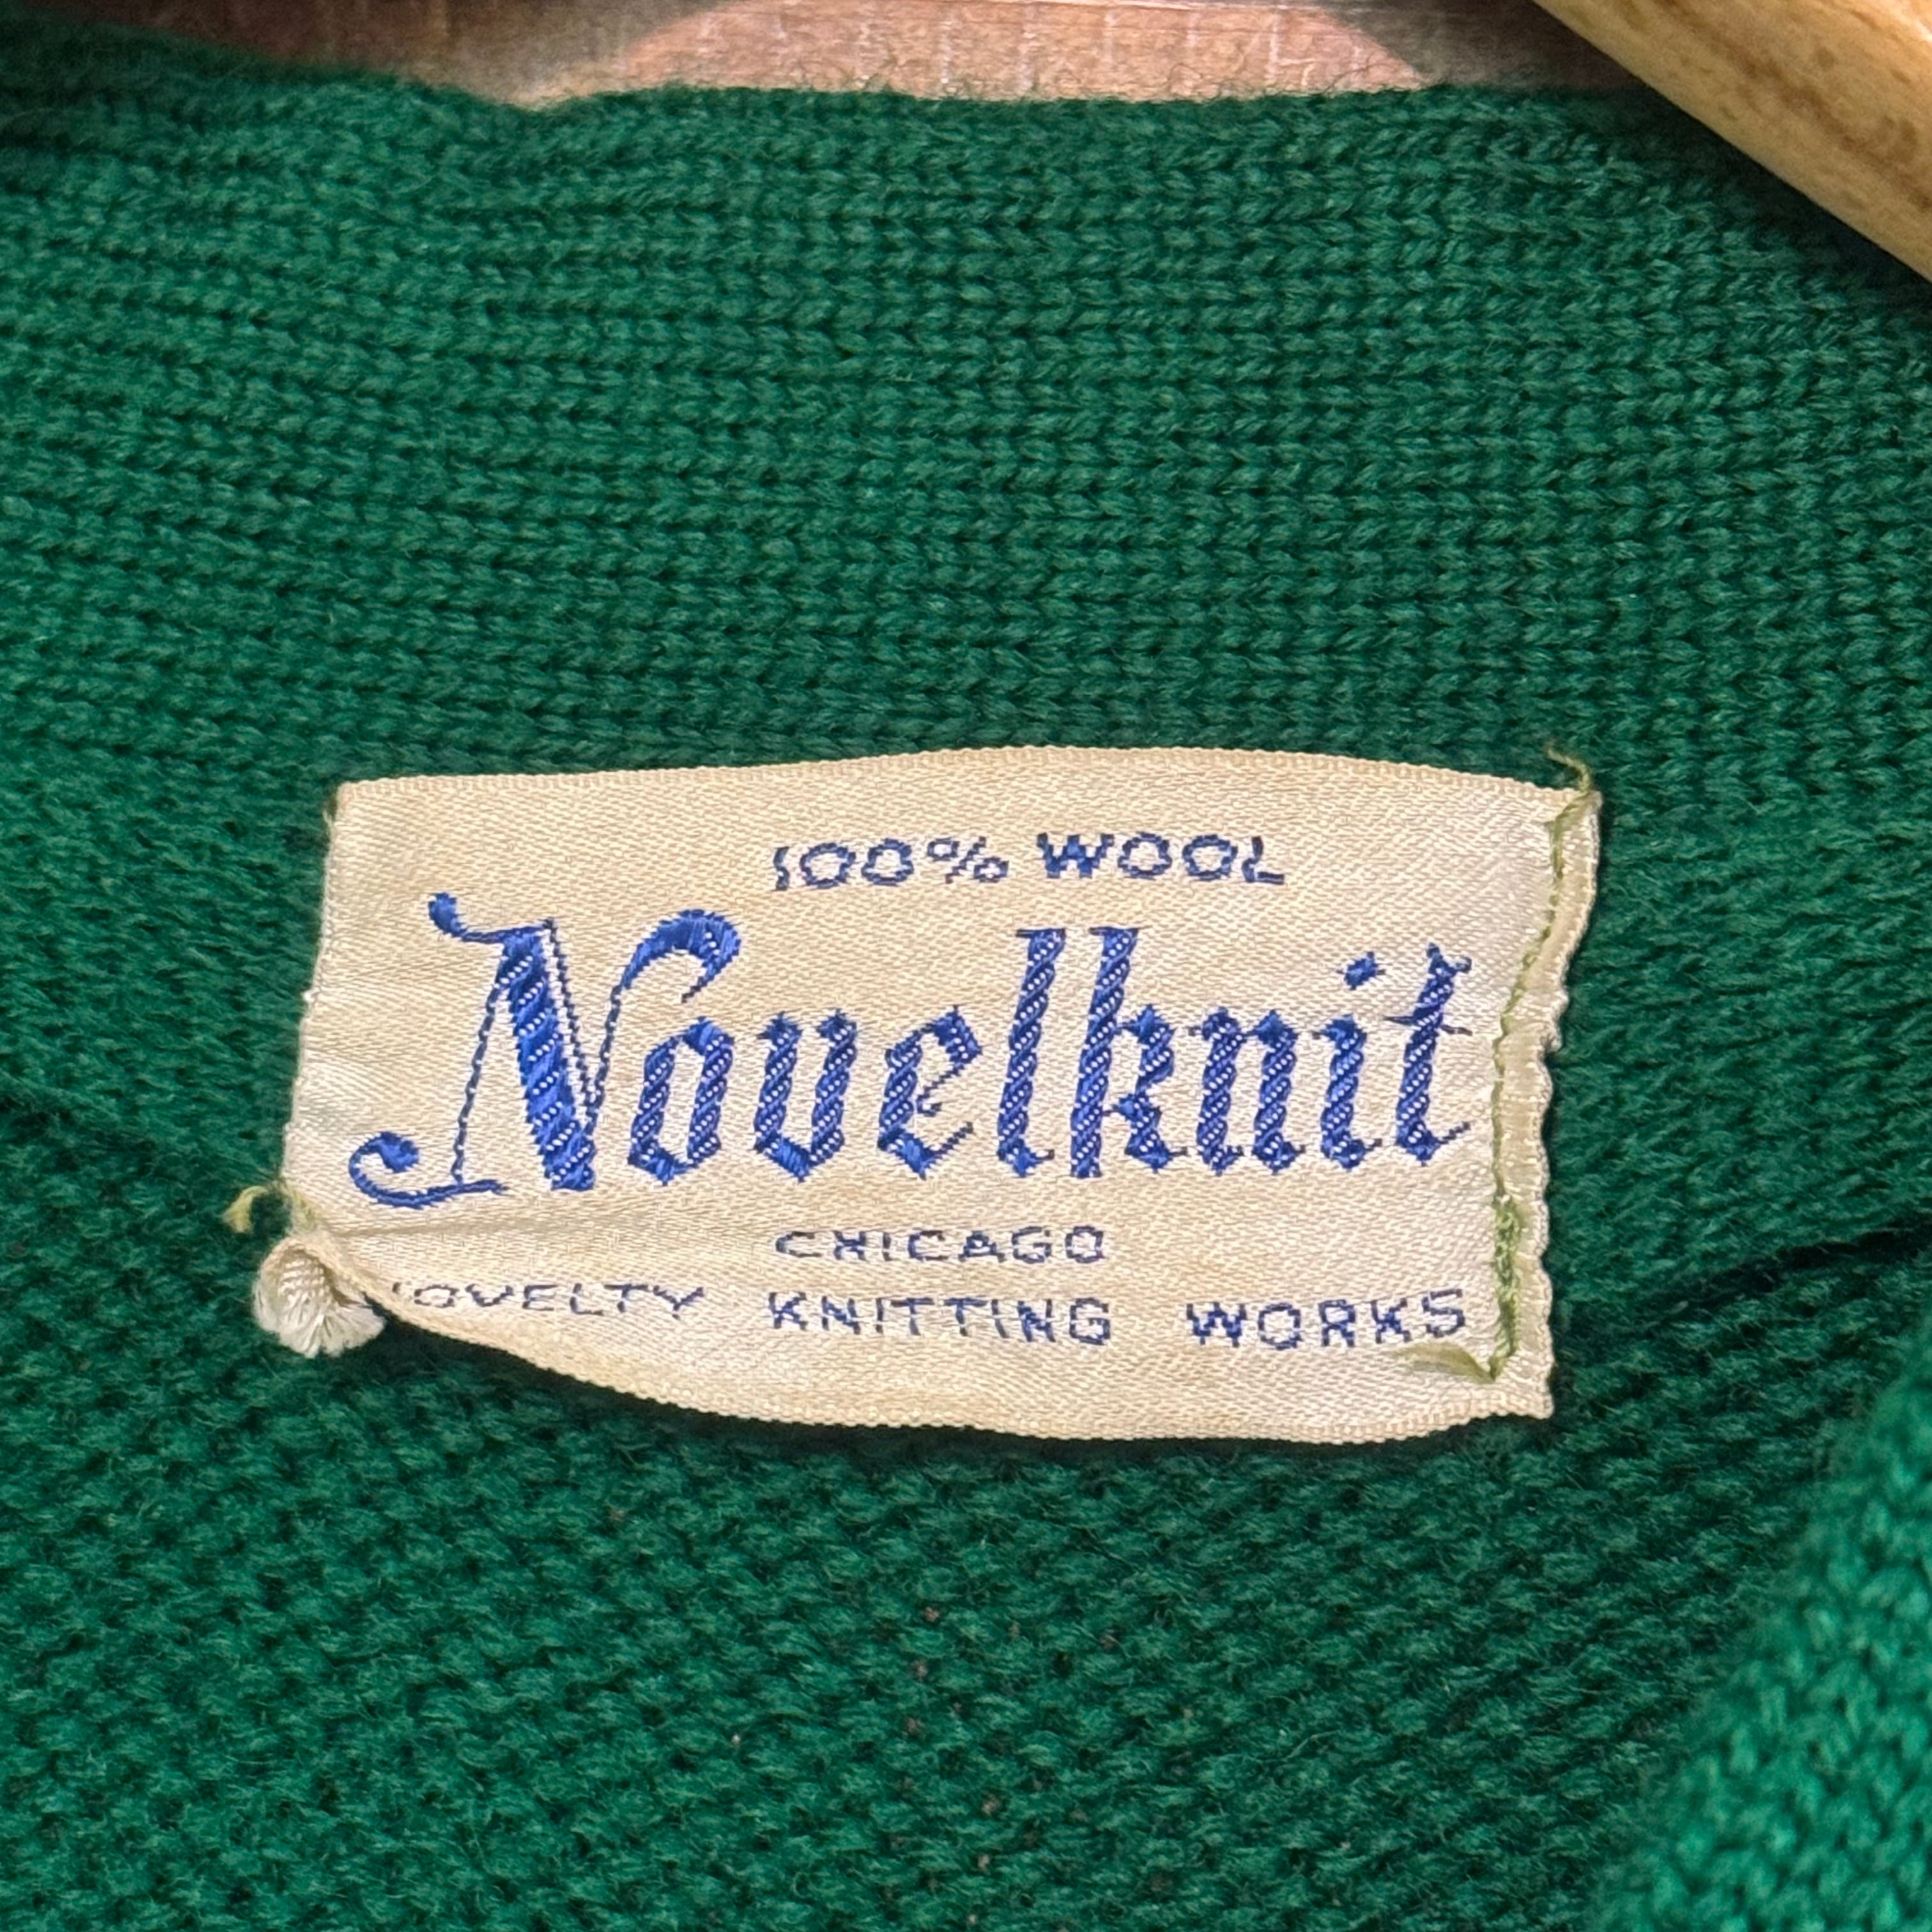 100% WOOL
Novelknit
CHICAGO
NOVELTY KNITTING WORKS